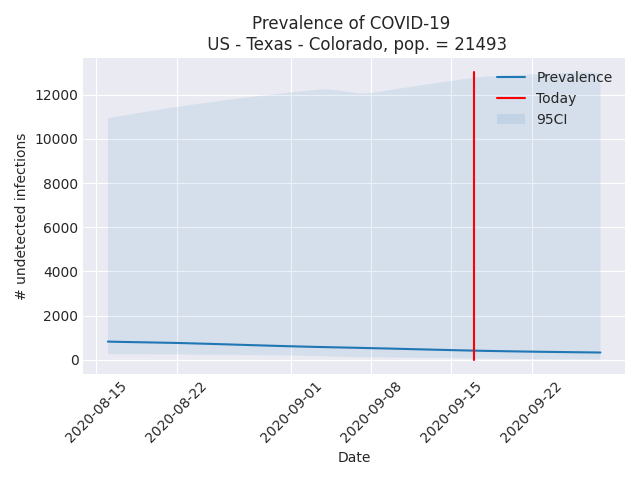 Prevalence of COVID-19
US - Texas - Colorado, pop. = 21493
Prevalence
Today
95CI
# undetected infections
12000
10000
8000
6000
4000
2000
0
2020-08-15
2020-08-22
2020-09-01
2020-09-08
2020-09-15
2020-09-22
Date